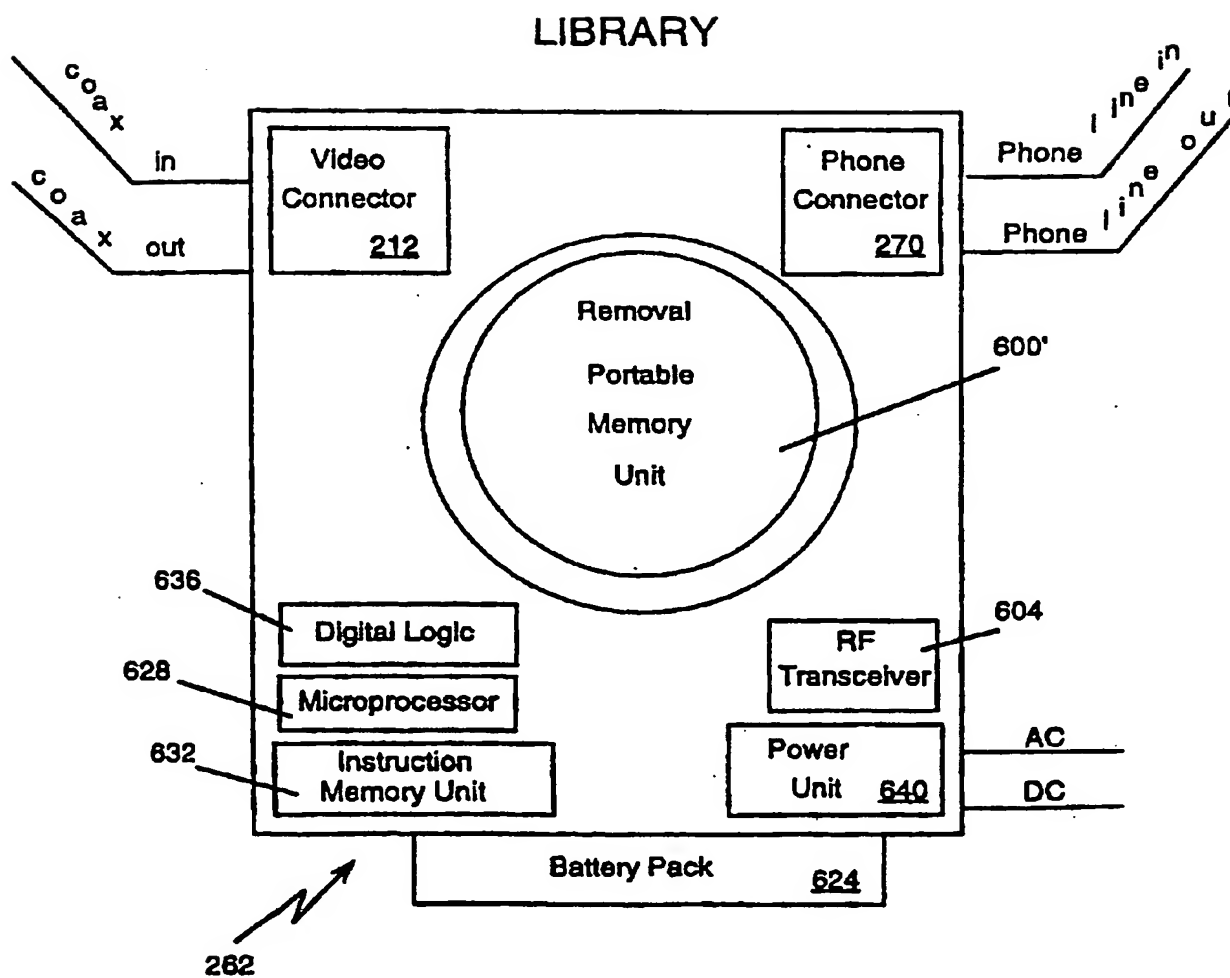 LIBRARY
coax in
coax out
Video
Connector
212
Phone
Connector
270
Phone line in
Phone line out
Removal
Portable
Memory
Unit
600'
636
Digital Logic
628
Microprocessor
632
Instruction
Memory Unit
604
RF
Transceiver
Power
Unit 640
AC
DC
Battery Pack 624
262